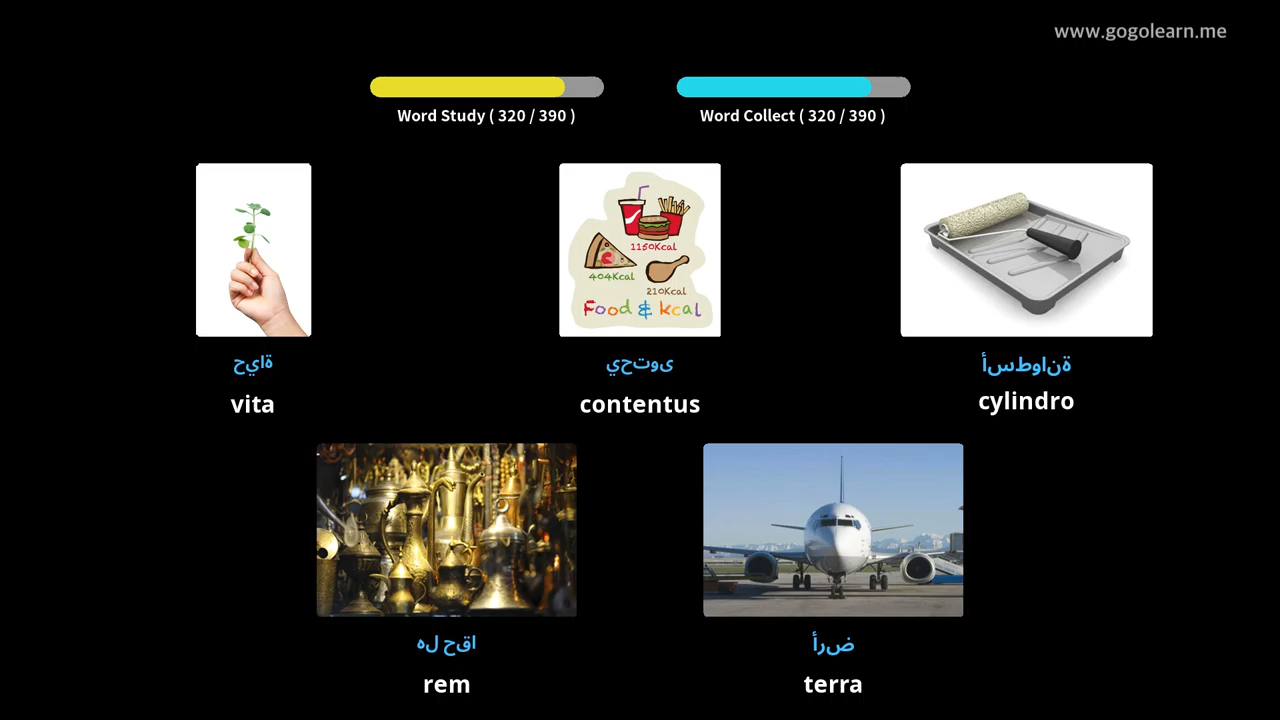 www.gogolearn.me
Word Study ( 320 / 390 )
Word Collect ( 320 / 390 )
ةايح
vita
ىوتحي
contentus
ةناوطسأ
cylindro
1150Kcal
404Kcal
210Kcal
Food & kcal
اقح له
rem
ضرأ
terra